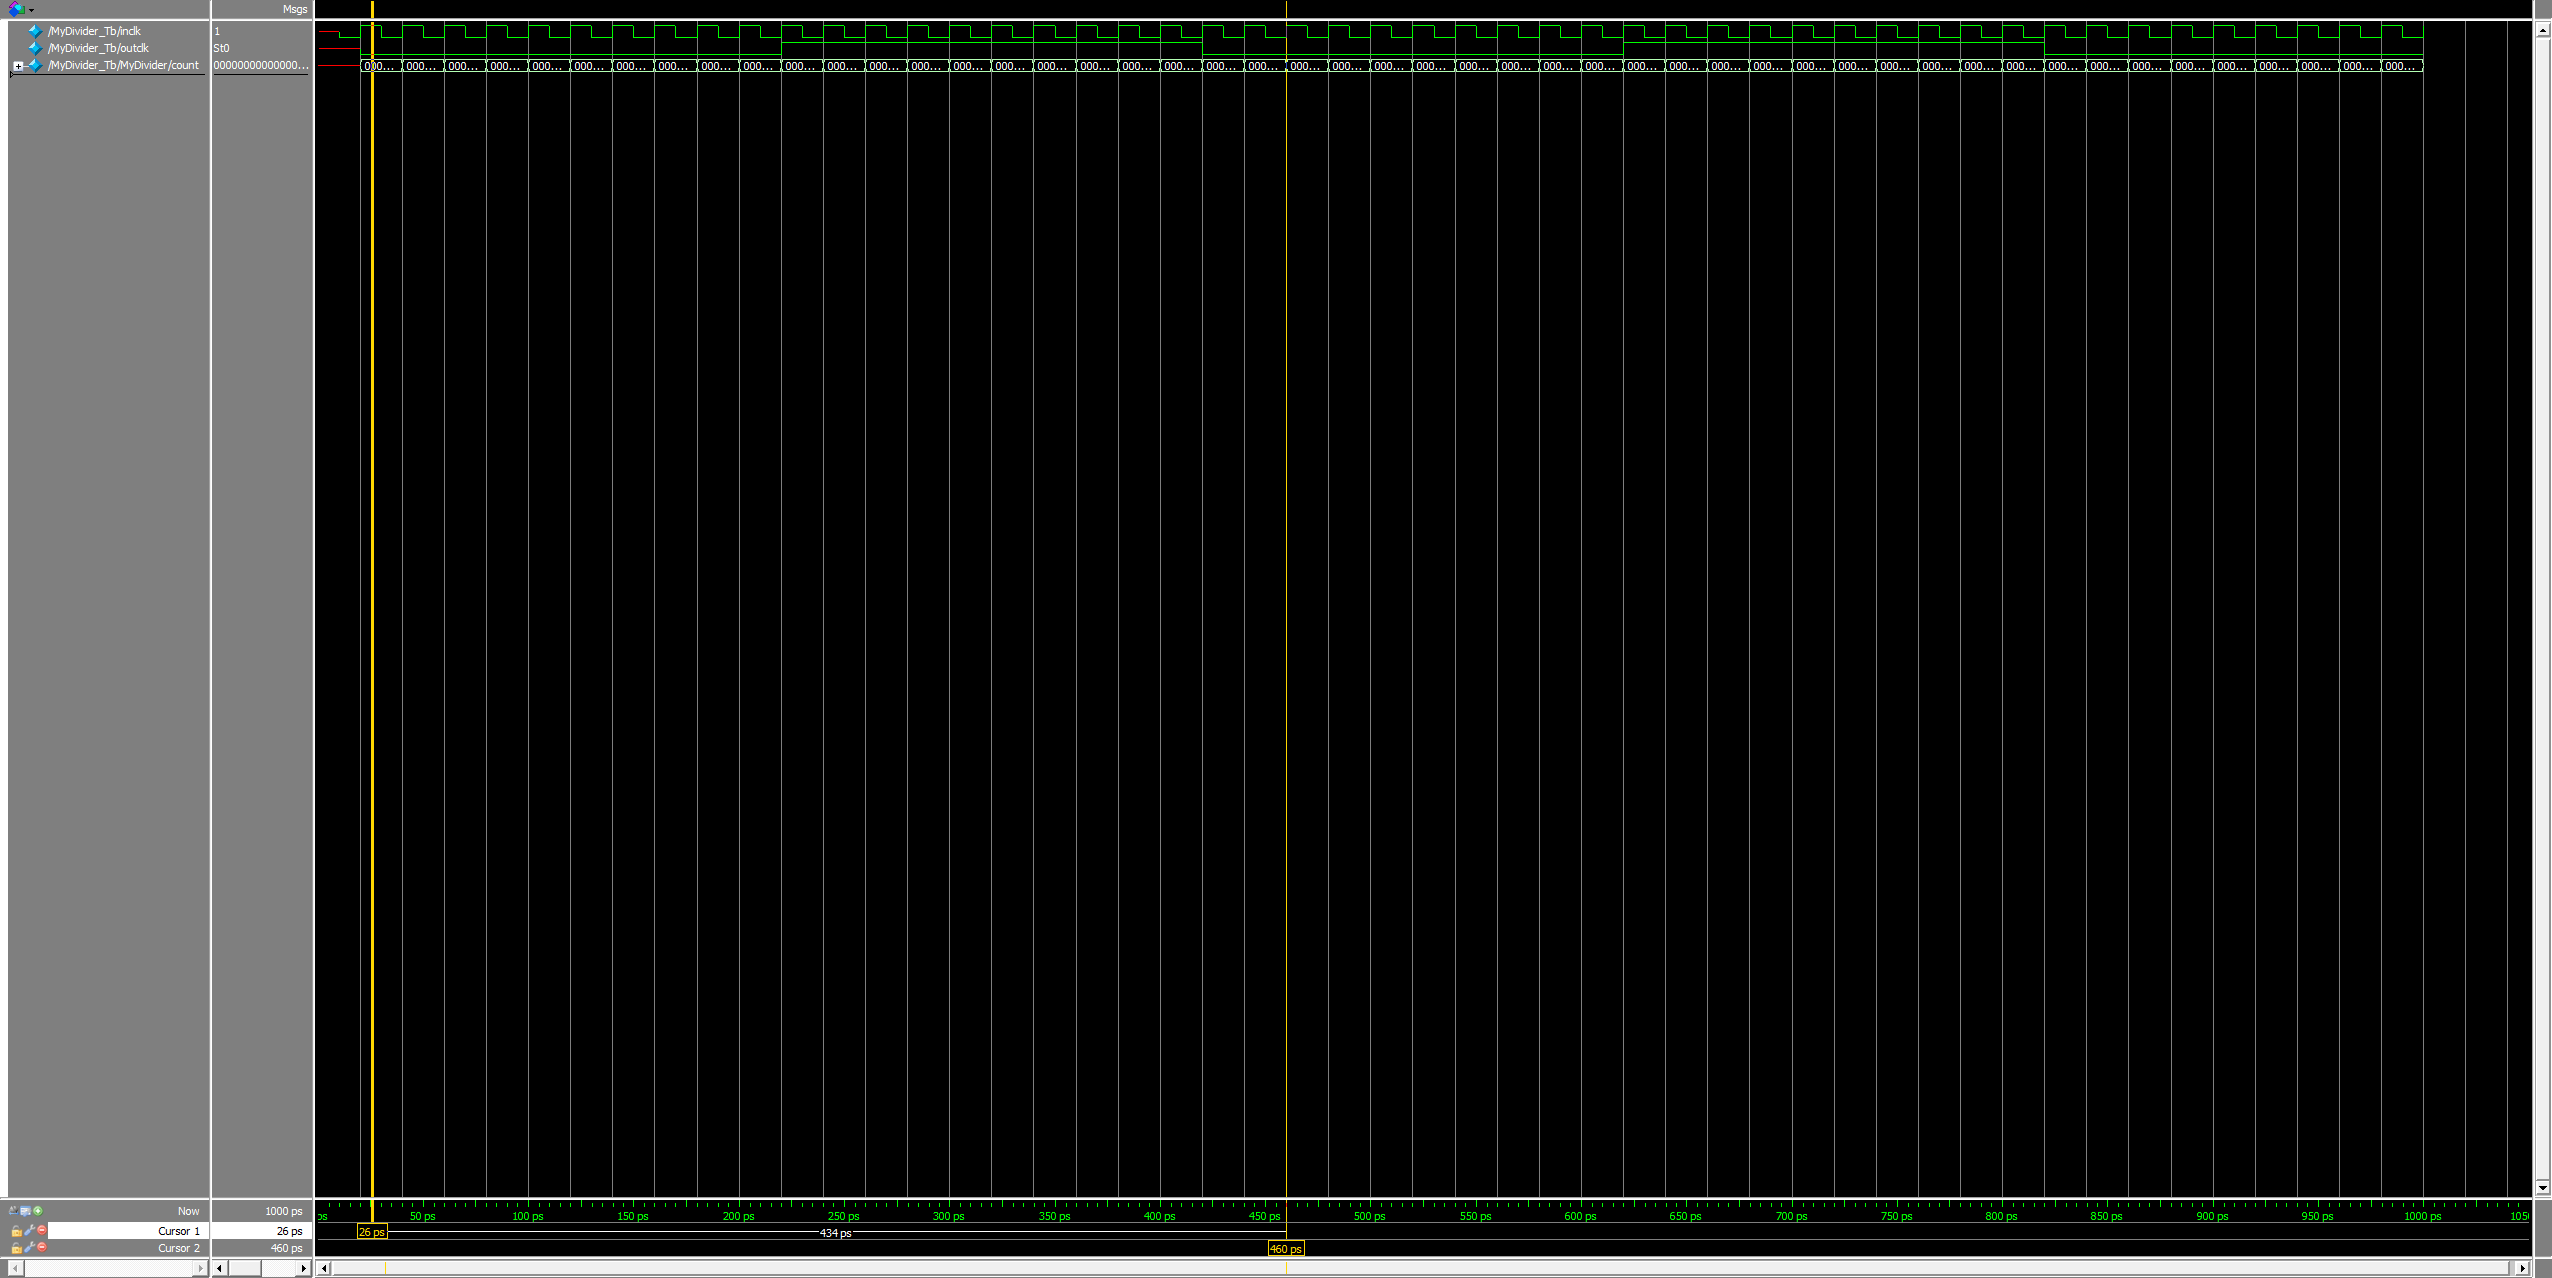 Msgs
/MyDivider_Tb/inclk 1
/MyDivider_Tb/outclk St0
/MyDivider_Tb/MyDivider/count 00000000000000... 000... 000... 000... 000... 000... 000... 000... 000... 000... 000... 000... 000... 000... 000... 000... 000... 000... 000... 000... 000... 000... 000... 000... 000... 000... 000... 000... 000... 000... 000... 000... 000... 000... 000... 000... 000... 000... 000... 000... 000... 000... 000... 000... 000... 000... 000... 000... 000... 000...
Now 1000 ps
ps 50 ps 100 ps 150 ps 200 ps 250 ps 300 ps 350 ps 400 ps 450 ps 500 ps 550 ps 600 ps 650 ps 700 ps 750 ps 800 ps 850 ps 900 ps 950 ps 1000 ps 1050
Cursor 1 26 ps 26 ps 434 ps
Cursor 2 460 ps 460 ps